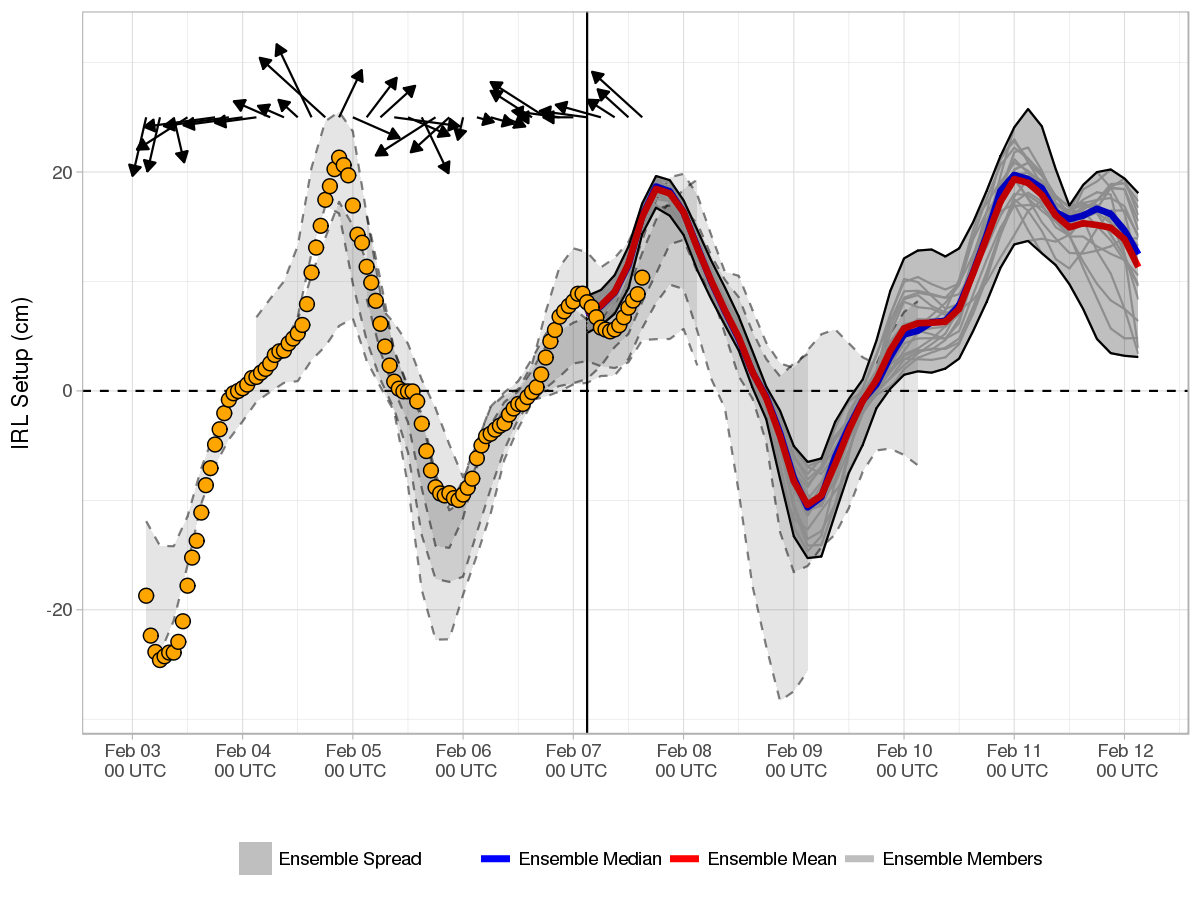 IRL Setup (cm)
20
0
-20
Feb 03 Feb 04 Feb 05 Feb 06 Feb 07 Feb 08 Feb 09 Feb 10 Feb 11 Feb 12
00 UTC 00 UTC 00 UTC 00 UTC 00 UTC 00 UTC 00 UTC 00 UTC 00 UTC 00 UTC
Ensemble Spread Ensemble Median Ensemble Mean Ensemble Members